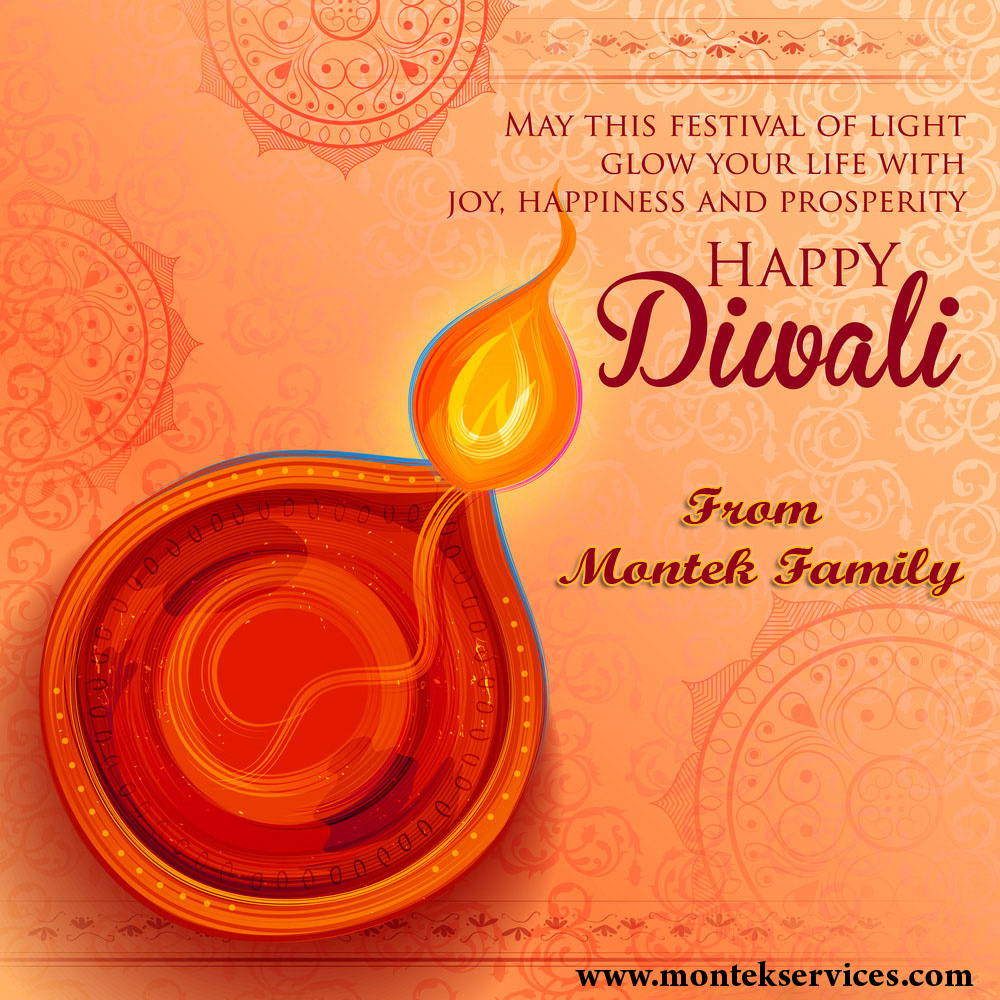 MAY THIS FESTIVAL OF LIGHT
GLOW YOUR LIFE WITH
JOY, HAPPINESS AND PROSPERITY
HAPPY
Diwali
From
Montek Family
www.montekservices.com